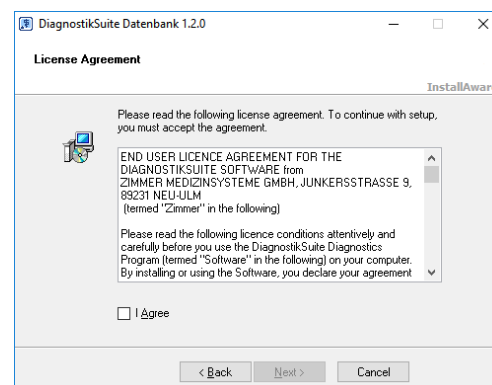 DiagnostikSuite Datenbank 1.2.0
License Agreement
InstallAware
Please read the following license agreement. To continue with setup,
you must accept the agreement.
END USER LICENCE AGREEMENT FOR THE
DIAGNOSTIKSUITE SOFTWARE from
ZIMMER MEDIZINSYSTEME GMBH, JUNKERSSTRASSE 9,
89231 NEU-ULM
(termed "Zimmer" in the following)
Please read the following licence conditions attentively and
carefully before you use the DiagnostikSuite Diagnostics
Program (termed "Software" in the following) on your computer.
By installing or using the Software, you declare your agreement
I Agree
< Back Next > Cancel